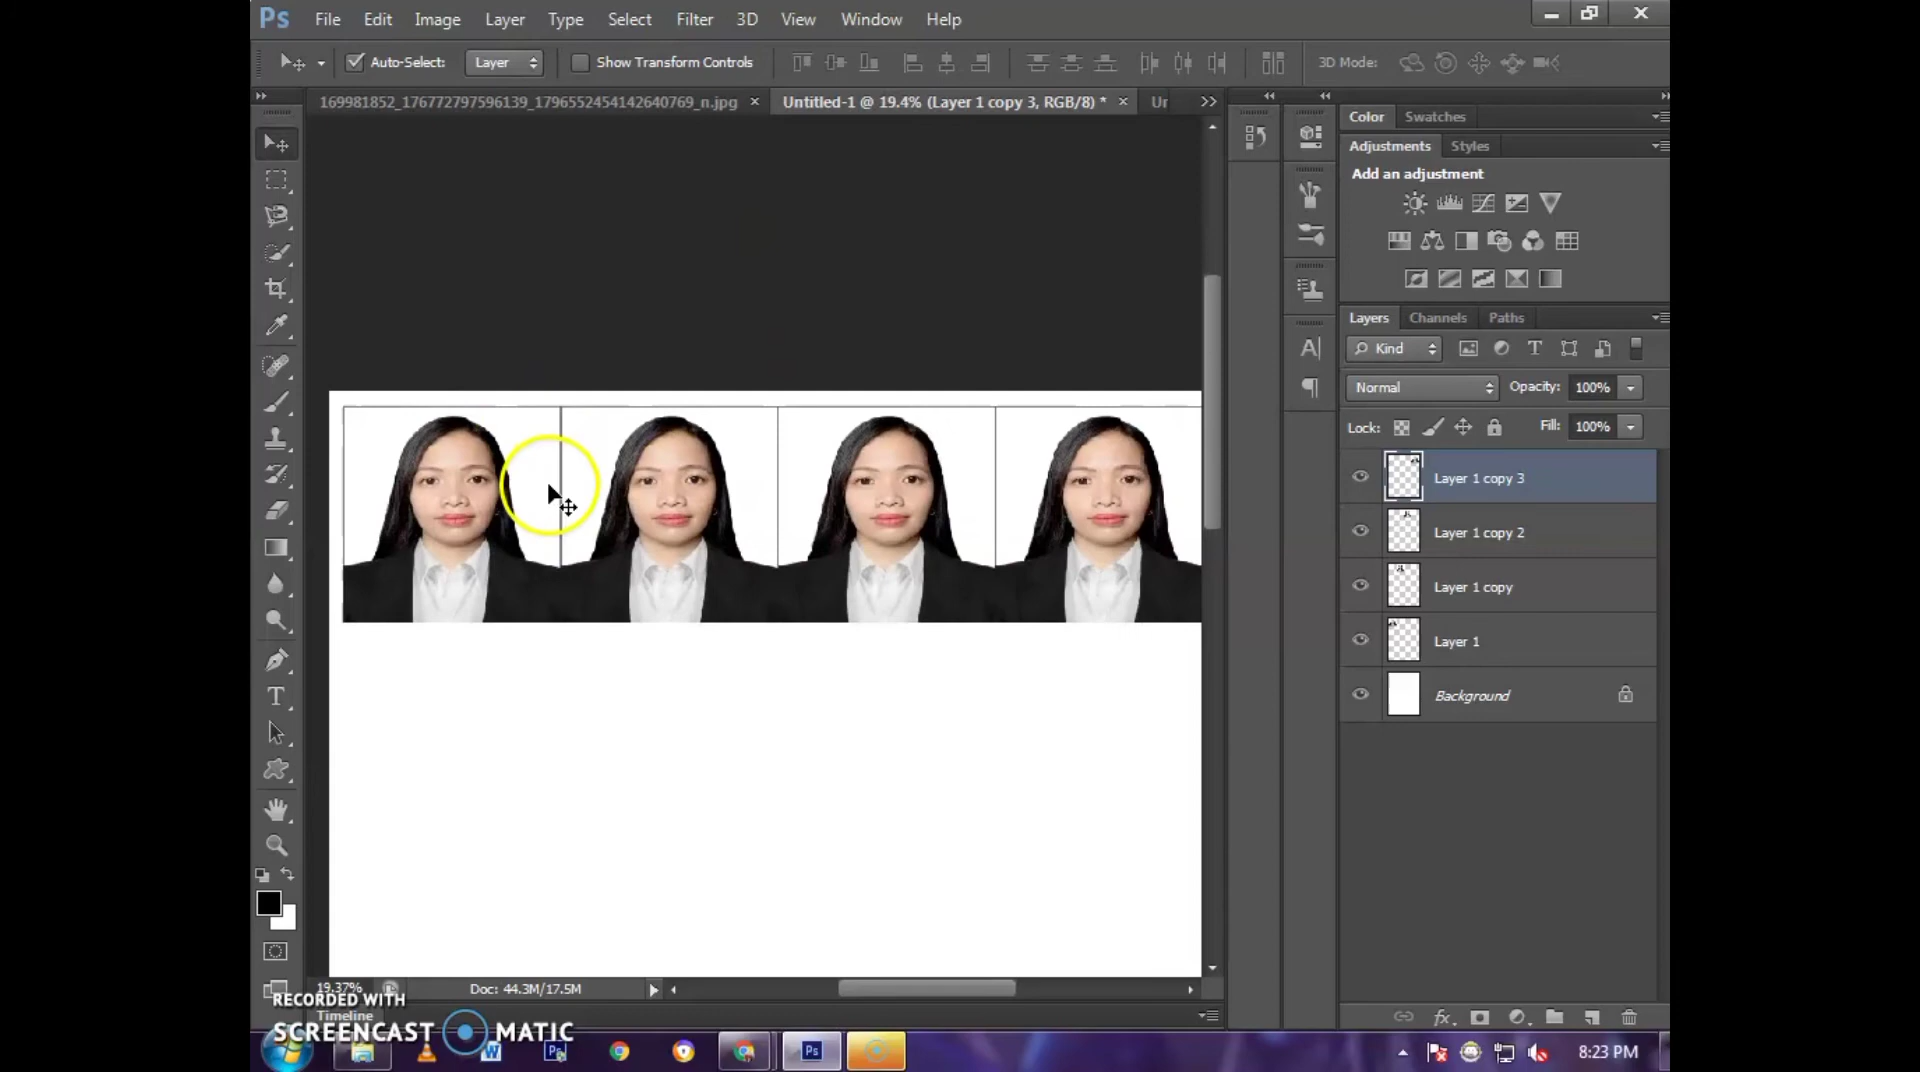 Ps File Edit Image Layer Type Select Filter 3D View Window Help
Auto-Select: Layer Show Transform Controls 3D Mode:
169981852_176772797596139_1796552454142640769_n.jpg × Untitled-1 @ 19.4% (Layer 1 copy 3, RGB/8) * × Ur >>
Color Swatches
Adjustments Styles
Add an adjustment
Layers Channels Paths
Kind
Normal Opacity: 100%
Lock: Fill: 100%
Layer 1 copy 3
Layer 1 copy 2
Layer 1 copy
Layer 1
Background
19.37% Doc: 44.3M/17.5M
RECORDED WITH
Timeline
SCREENCAST MATIC
Ps
8:23 PM